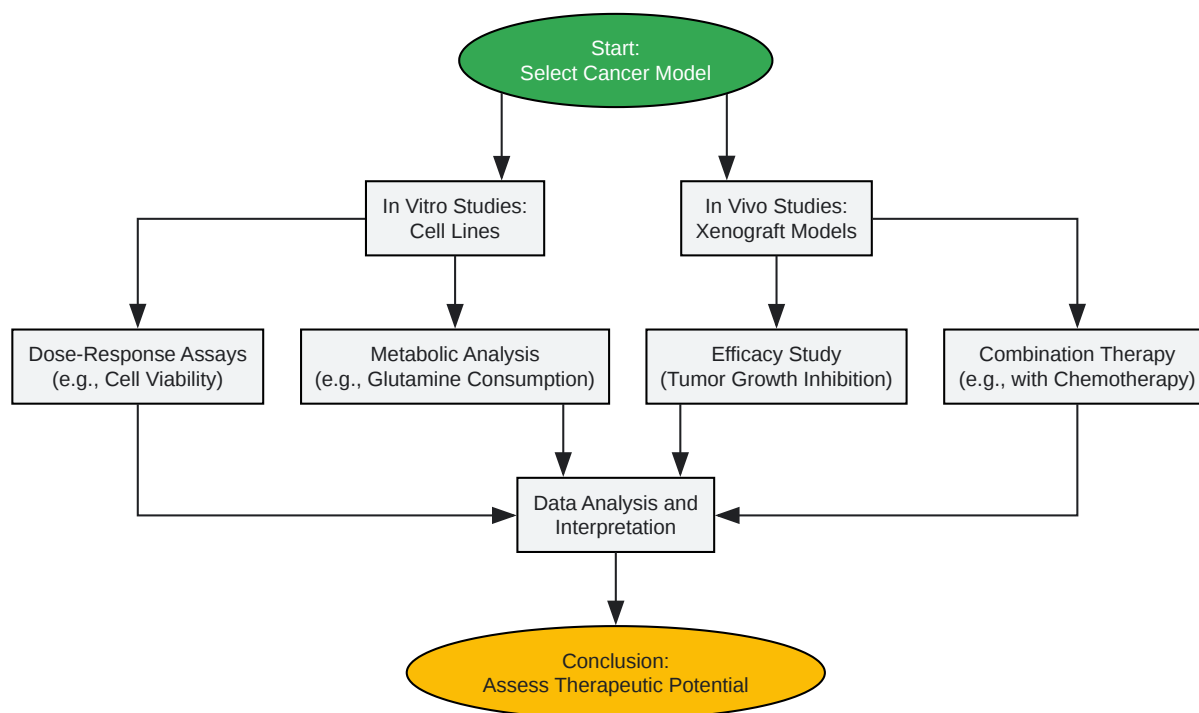 Start:
Select Cancer Model
In Vitro Studies:
Cell Lines
In Vivo Studies:
Xenograft Models
Dose-Response Assays
(e.g., Cell Viability)
Metabolic Analysis
(e.g., Glutamine Consumption)
Efficacy Study
(Tumor Growth Inhibition)
Combination Therapy
(e.g., with Chemotherapy)
Data Analysis and
Interpretation
Conclusion:
Assess Therapeutic Potential